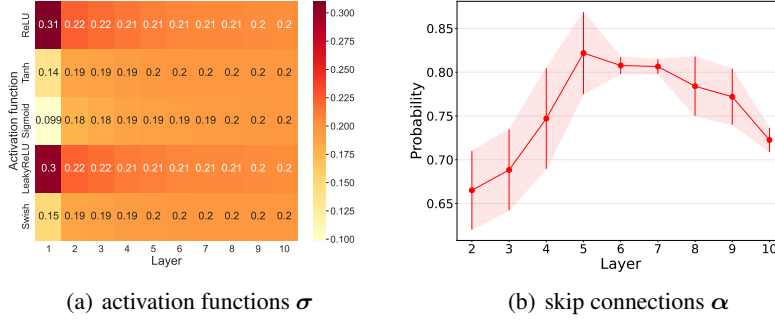 Activation function
ReLU
0.31 0.22 0.22 0.21 0.21 0.21 0.21 0.2 0.2 0.2
Tanh
0.14 0.19 0.19 0.19 0.2 0.2 0.2 0.2 0.2 0.2
Sigmoid
0.099 0.18 0.18 0.19 0.19 0.19 0.19 0.2 0.2 0.2
LeakyReLU
0.3 0.22 0.22 0.21 0.21 0.21 0.21 0.2 0.2 0.2
Swish
0.15 0.19 0.19 0.19 0.2 0.2 0.2 0.2 0.2 0.2
1 2 3 4 5 6 7 8 9 10
Layer
0.300
0.275
0.250
0.225
0.200
0.175
0.150
0.125
0.100
(a) activation functions σ
Probability
0.85
0.80
0.75
0.70
0.65
2 3 4 5 6 7 8 9 10
Layer
(b) skip connections α